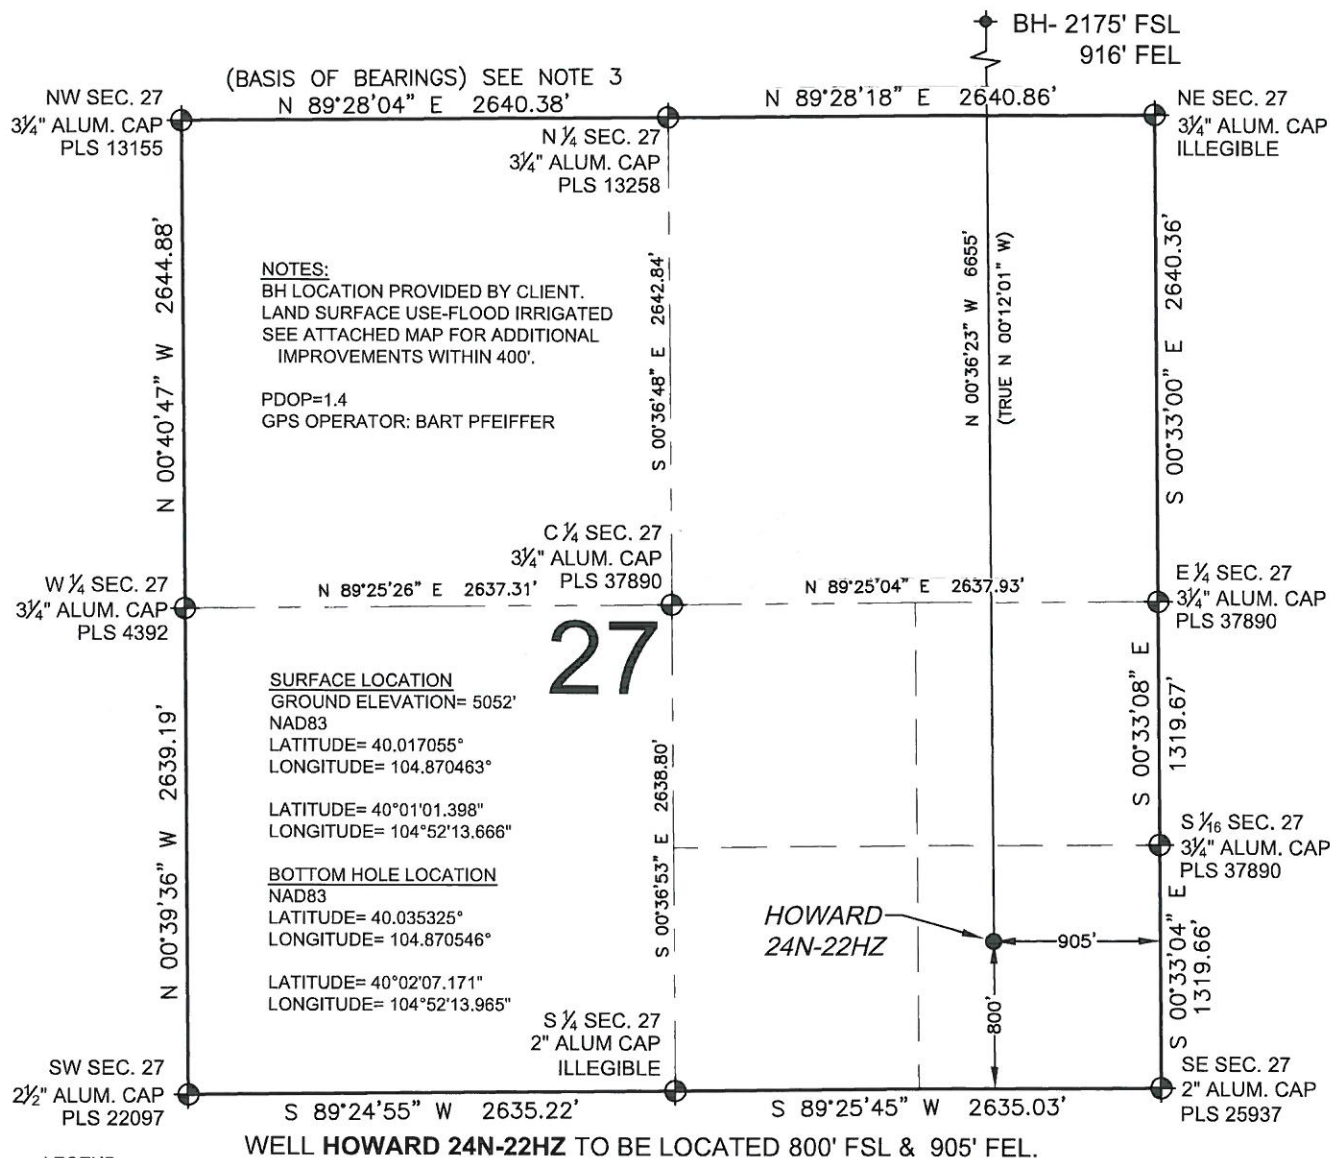 BH- 2175' FSL
916' FEL
(BASIS OF BEARINGS) SEE NOTE 3
N 89°28'04" E 2640.38'
N 89°28'18" E 2640.86'
NW SEC. 27
3¼" ALUM. CAP
PLS 13155
N ¼ SEC. 27
3¼" ALUM. CAP
PLS 13258
NE SEC. 27
3¼" ALUM. CAP
ILLEGIBLE
N 00°40'47" W 2644.88'
NOTES:
BH LOCATION PROVIDED BY CLIENT.
LAND SURFACE USE-FLOOD IRRIGATED
SEE ATTACHED MAP FOR ADDITIONAL
IMPROVEMENTS WITHIN 400'.
PDOP=1.4
GPS OPERATOR: BART PFEIFFER
S 00°36'48" E 2642.84'
N 00°36'23" W 6655'
(TRUE N 00°12'01" W)
S 00°33'00" E 2640.36'
W ¼ SEC. 27
3¼" ALUM. CAP
PLS 4392
N 89°25'26" E 2637.31'
C ¼ SEC. 27
3¼" ALUM. CAP
PLS 37890
N 89°25'04" E 2637.93'
E ¼ SEC. 27
3¼" ALUM. CAP
PLS 37890
27
N 00°39'36" W 2639.19'
SURFACE LOCATION
GROUND ELEVATION= 5052'
NAD83
LATITUDE= 40.017055°
LONGITUDE= 104.870463°
LATITUDE= 40°01'01.398"
LONGITUDE= 104°52'13.666"
BOTTOM HOLE LOCATION
NAD83
LATITUDE= 40.035325°
LONGITUDE= 104.870546°
LATITUDE= 40°02'07.171"
LONGITUDE= 104°52'13.965"
S 00°36'53" E 2638.80'
S 00°33'08" E
1319.67'
S 1⁄16 SEC. 27
3¼" ALUM. CAP
PLS 37890
HOWARD
24N-22HZ
905'
800'
S 00°33'04" E
1319.66'
SW SEC. 27
2½" ALUM. CAP
PLS 22097
S ¼ SEC. 27
2" ALUM CAP
ILLEGIBLE
SE SEC. 27
2" ALUM. CAP
PLS 25937
S 89°24'55" W 2635.22'
S 89°25'45" W 2635.03'
WELL HOWARD 24N-22HZ TO BE LOCATED 800' FSL & 905' FEL.